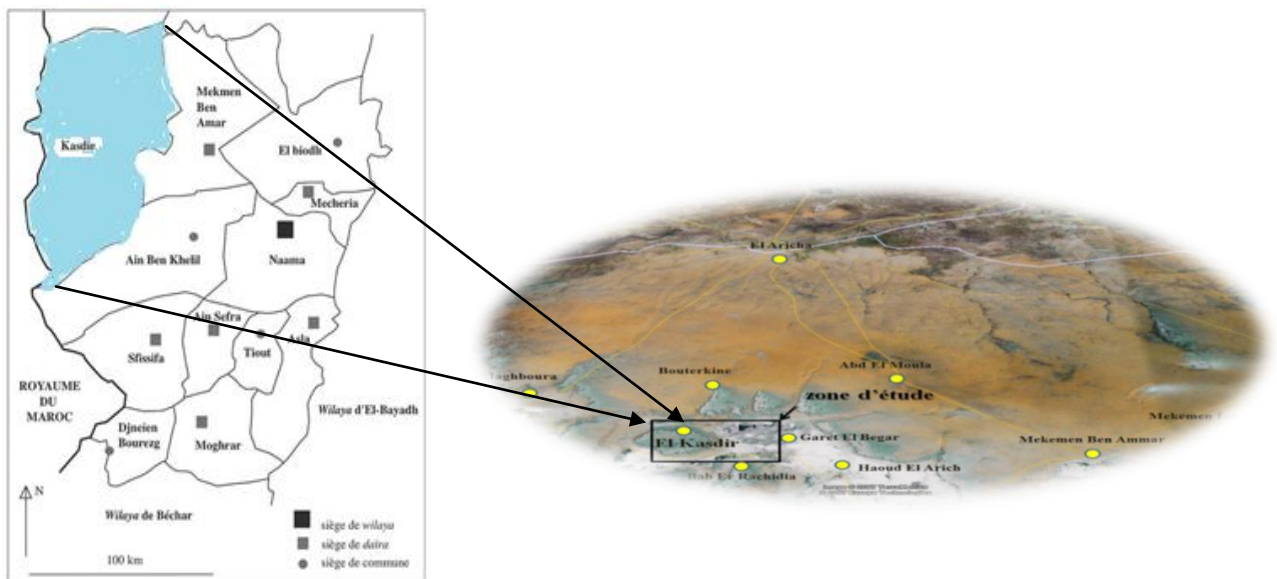 Mekmen
Ben
Amar
Kasdir
El biodh
Mecheria
Ain Ben Khelil
Naama
Ain Sefra
Asla
Sfissifa
Tiout
ROYAUME
DU
MAROC
Wilaya d'El-Bayadh
Djneien
Bourezg
Moghrar
N
Wilaya de Béchar
siège de wilaya
siège de daïra
siège de commune
100 km
El Aricha
Bouterkine
Abd El Moula
zone d'étude
El Kasdir
Garet El Begar
Mekemen Ben Ammar
Bab Er Rachidia
Haoud El Arich